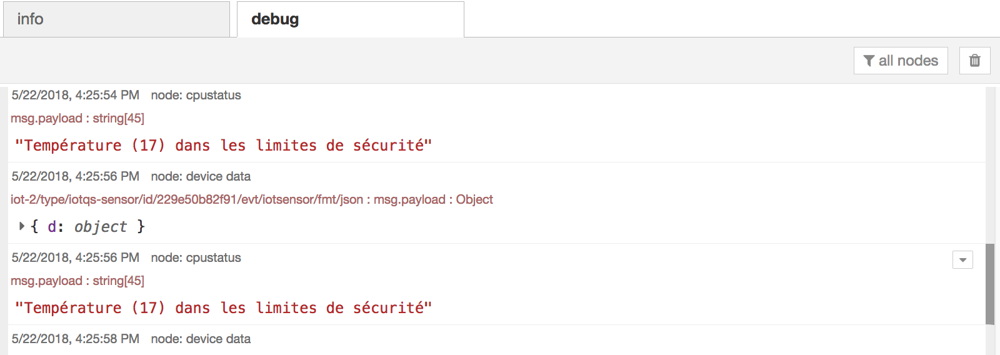 info
debug
all nodes
5/22/2018, 4:25:54 PM node: cpustatus
msg.payload : string[45]
"Température (17) dans les limites de sécurité"
5/22/2018, 4:25:56 PM node: device data
iot-2/type/iotqs-sensor/id/229e50b82f91/evt/iotsensor/fmt/json : msg.payload : Object
{ d: object }
5/22/2018, 4:25:56 PM node: cpustatus
msg.payload : string[45]
"Température (17) dans les limites de sécurité"
5/22/2018, 4:25:58 PM node: device data